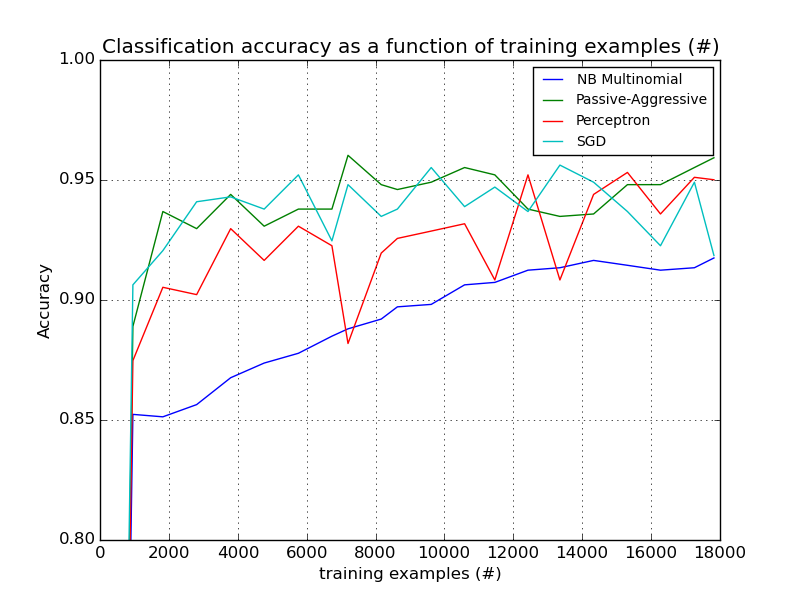 Classification accuracy as a function of training examples (#)
1.00
0.95
0.90
0.85
0.80
Accuracy
NB Multinomial
Passive-Aggressive
Perceptron
SGD
0 2000 4000 6000 8000 10000 12000 14000 16000 18000
training examples (#)